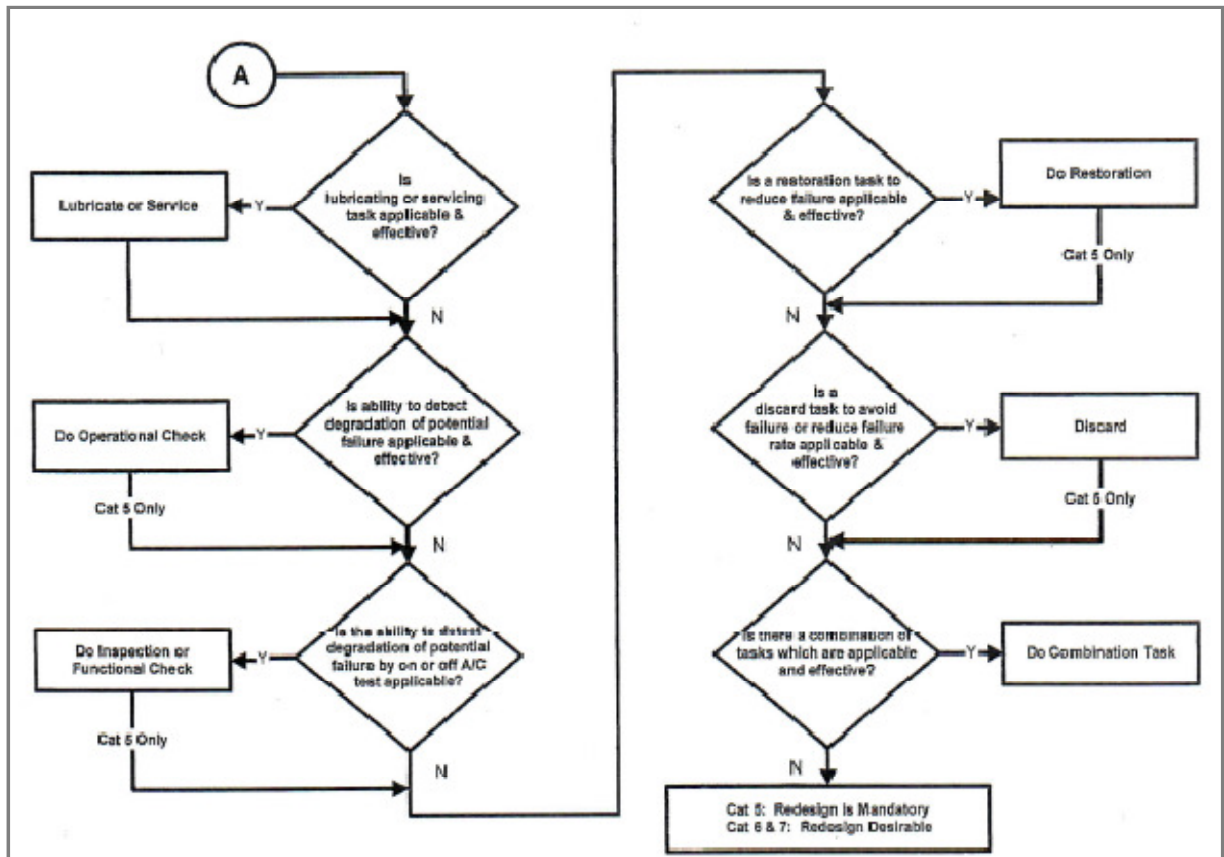 A
Is
lubricating or servicing
task applicable &
effective?
Y
Lubricate or Service
N
Is ability to detect
degradation of potential
failure applicable &
effective?
Y
Do Operational Check
Cat 5 Only
N
Is the ability to detect
degradation of potential
failure by on or off A/C
test applicable?
Y
Do Inspection or
Functional Check
Cat 5 Only
N
Is a restoration task to
reduce failure applicable
& effective?
Y
Do Restoration
Cat 5 Only
N
Is a
discard task to avoid
failure or reduce failure
rate applicable &
effective?
Y
Discard
Cat 5 Only
N
Is there a combination of
tasks which are applicable
and effective?
Y
Do Combination Task
N
Cat 5: Redesign is Mandatory
Cat 6 & 7: Redesign Desirable